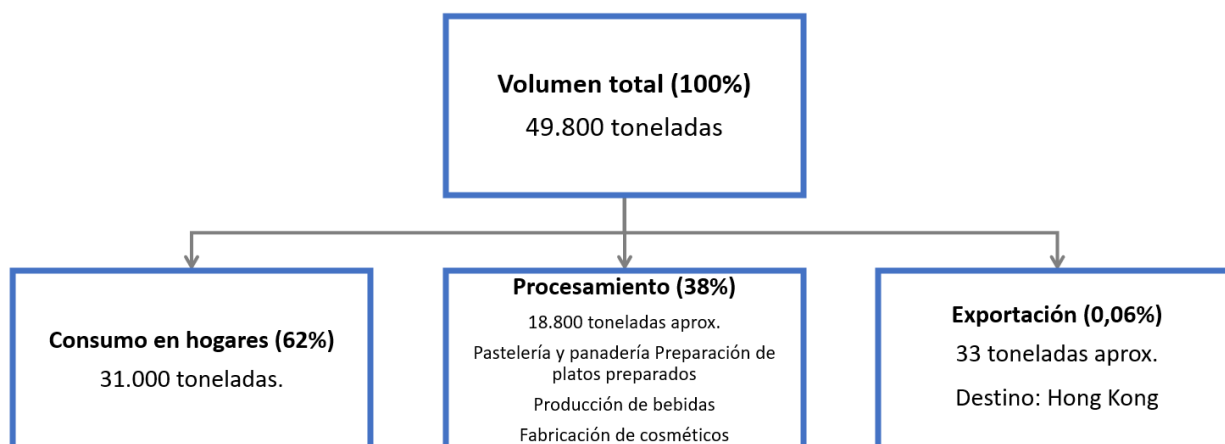 Volumen total (100%)
49.800 toneladas
Consumo en hogares (62%)
31.000 toneladas.
Procesamiento (38%)
18.800 toneladas aprox.
Pastelería y panadería Preparación de
platos preparados
Producción de bebidas
Fabricación de cosméticos
Exportación (0,06%)
33 toneladas aprox.
Destino: Hong Kong